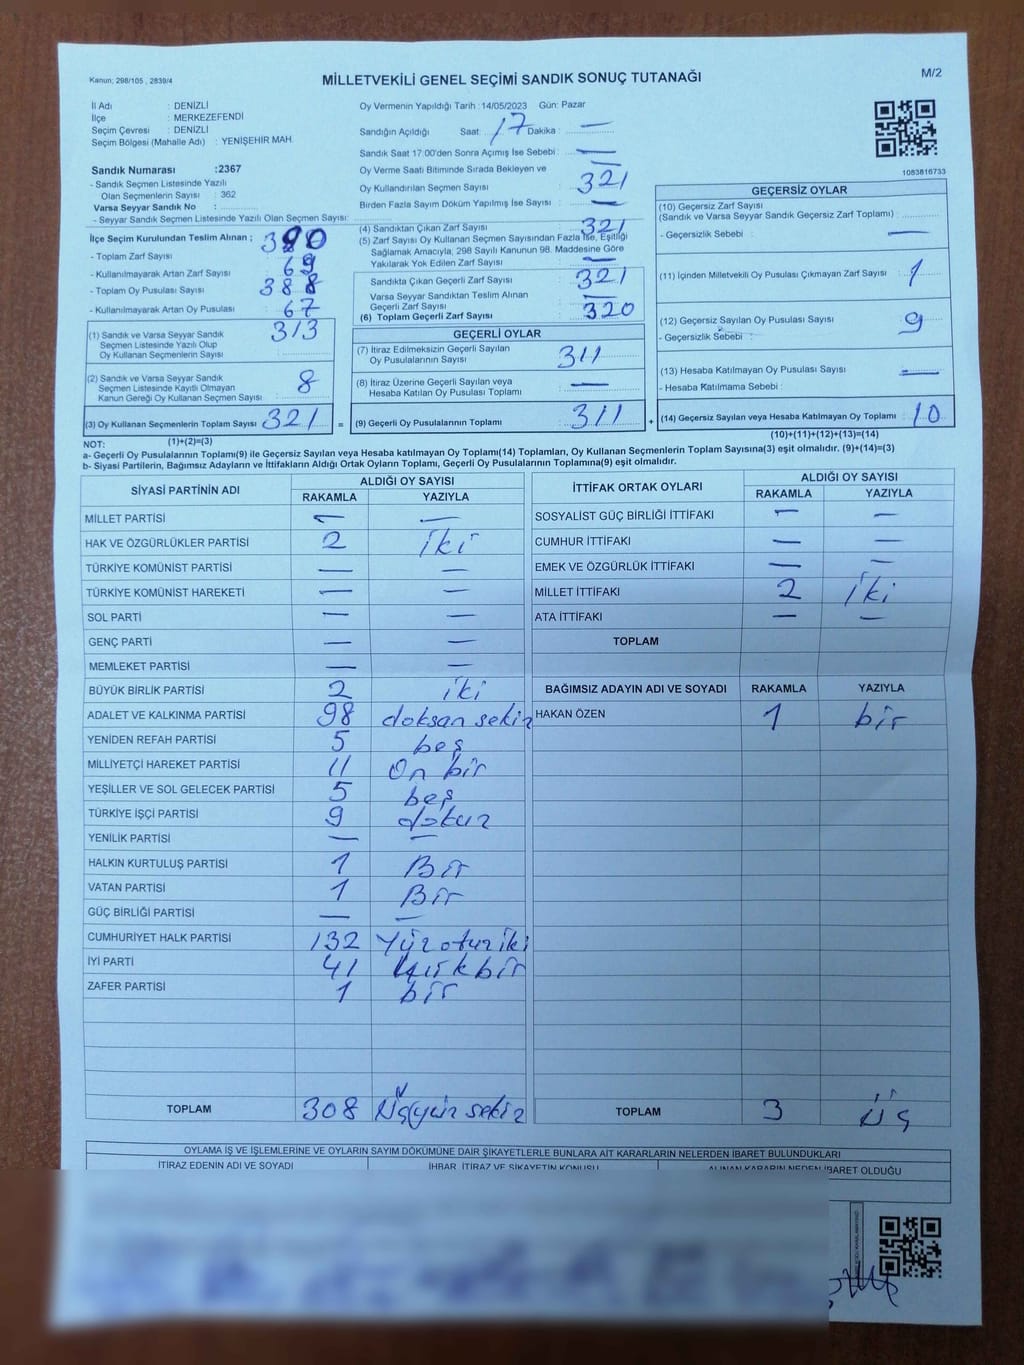 Kanun; 298/105 , 2839/4
MİLLETVEKİLİ GENEL SEÇİMİ SANDIK SONUÇ TUTANAĞI
M/2
İl Adı : DENİZLİ
İlçe : MERKEZEFENDİ
Seçim Çevresi : DENİZLİ
Seçim Bölgesi (Mahalle Adı) : YENİŞEHİR MAH.
Sandık Numarası :2367
- Sandık Seçmen Listesinde Yazılı
Olan Seçmenlerin Sayısı : 362
Varsa Seyyar Sandık No :
- Seyyar Sandık Seçmen Listesinde Yazılı Olan Seçmen Sayısı:
Oy Vermenin Yapıldığı Tarih :14/05/2023 Gün: Pazar
Sandığın Açıldığı Saat: 17 Dakika : —
Sandık Saat 17:00'den Sonra Açımış İse Sebebi : —
Oy Verme Saati Bitiminde Sırada Bekleyen ve —
Oy Kullandırılan Seçmen Sayısı 321
Birden Fazla Sayım Döküm Yapılmış İse Sayısı : —
1083816733
İlçe Seçim Kurulundan Teslim Alınan ;
- Toplam Zarf Sayısı 390
- Kullanılmayarak Artan Zarf Sayısı 69
- Toplam Oy Pusulası Sayısı 388
- Kullanılmayarak Artan Oy Pusulası 67
(1) Sandık ve Varsa Seyyar Sandık 313
Seçmen Listesinde Yazılı Olup
Oy Kullanan Seçmenlerin Sayısı
(2) Sandık ve Varsa Seyyar Sandık
Seçmen Listesinde Kayıtlı Olmayan 8
Kanun Gereği Oy Kullanan Seçmen Sayısı
(3) Oy Kullanan Seçmenlerin Toplam Sayısı 321 =
(4) Sandıktan Çıkan Zarf Sayısı 321
(5) Zarf Sayısı Oy Kullanan Seçmen Sayısından Fazla İse, Eşitliği
Sağlamak Amacıyla, 298 Sayılı Kanunun 98. Maddesine Göre
Yakılarak Yok Edilen Zarf Sayısı —
Sandıkta Çıkan Geçerli Zarf Sayısı 321
Varsa Seyyar Sandıktan Teslim Alınan —
Geçerli Zarf Sayısı
(6) Toplam Geçerli Zarf Sayısı 320
GEÇERLİ OYLAR
(7) İtiraz Edilmeksizin Geçerli Sayılan
Oy Pusulalarının Sayısı 311
(8) İtiraz Üzerine Geçerli Sayılan veya
Hesaba Katılan Oy Pusulası Toplamı —
(9) Geçerli Oy Pusulalarının Toplamı 311 +
GEÇERSİZ OYLAR
(10) Geçersiz Zarf Sayısı
(Sandık ve Varsa Seyyar Sandık Geçersiz Zarf Toplamı)
- Geçersizlik Sebebi : —
(11) İçinden Milletvekili Oy Pusulası Çıkmayan Zarf Sayısı 1
(12) Geçersiz Sayılan Oy Pusulası Sayısı 9
- Geçersizlik Sebebi :
(13) Hesaba Katılmayan Oy Pusulası Sayısı —
- Hesaba Katılmama Sebebi :
(14) Geçersiz Sayılan veya Hesaba Katılmayan Oy Toplamı 10
NOT: (1)+(2)=(3) (10)+(11)+(12)+(13)=(14)
a- Geçerli Oy Pusulalarının Toplamı(9) ile Geçersiz Sayılan veya Hesaba katılmayan Oy Toplamı(14) Toplamları, Oy Kullanan Seçmenlerin Toplam Sayısına(3) eşit olmalıdır. (9)+(14)=(3)
b- Siyasi Partilerin, Bağımsız Adayların ve İttifakların Aldığı Ortak Oyların Toplamı, Geçerli Oy Pusulalarının Toplamına(9) eşit olmalıdır.
SİYASİ PARTİNİN ADI ALDIĞI OY SAYISI
RAKAMLA YAZIYLA
MİLLET PARTİSİ — —
HAK VE ÖZGÜRLÜKLER PARTİSİ 2 iki
TÜRKİYE KOMÜNİST PARTİSİ — —
TÜRKİYE KOMÜNİST HAREKETİ — —
SOL PARTİ — —
GENÇ PARTİ — —
MEMLEKET PARTİSİ — —
BÜYÜK BİRLİK PARTİSİ 2 iki
ADALET VE KALKINMA PARTİSİ 98 doksan sekiz
YENİDEN REFAH PARTİSİ 5 beş
MİLLİYETÇİ HAREKET PARTİSİ 11 On bir
YEŞİLLER VE SOL GELECEK PARTİSİ 5 beş
TÜRKİYE İŞÇİ PARTİSİ 9 dokuz
YENİLİK PARTİSİ — —
HALKIN KURTULUŞ PARTİSİ 1 Bir
VATAN PARTİSİ 1 Bir
GÜÇ BİRLİĞİ PARTİSİ — —
CUMHURİYET HALK PARTİSİ 132 Yüz otuz iki
İYİ PARTİ 41 kırk bir
ZAFER PARTİSİ 1 bir
TOPLAM 308 Üçyüz sekiz
İTTİFAK ORTAK OYLARI ALDIĞI OY SAYISI
RAKAMLA YAZIYLA
SOSYALİST GÜÇ BİRLİĞİ İTTİFAKI — —
CUMHUR İTTİFAKI — —
EMEK VE ÖZGÜRLÜK İTTİFAKI — —
MİLLET İTTİFAKI 2 iki
ATA İTTİFAKI — —
TOPLAM
BAĞIMSIZ ADAYIN ADI VE SOYADI RAKAMLA YAZIYLA
HAKAN ÖZEN 1 bir
TOPLAM 3 üç
OYLAMA İŞ VE İŞLEMLERİNE VE OYLARIN SAYIM DÖKÜMÜNE DAİR ŞİKAYETLERLE BUNLARA AİT KARARLARIN NELERDEN İBARET BULUNDUKLARI
İTİRAZ EDENİN ADI VE SOYADI İHBAR, İTİRAZ VE ŞİKAYETİN KONUSU ALINAN KARARIN NEDEN İBARET OLDUĞU